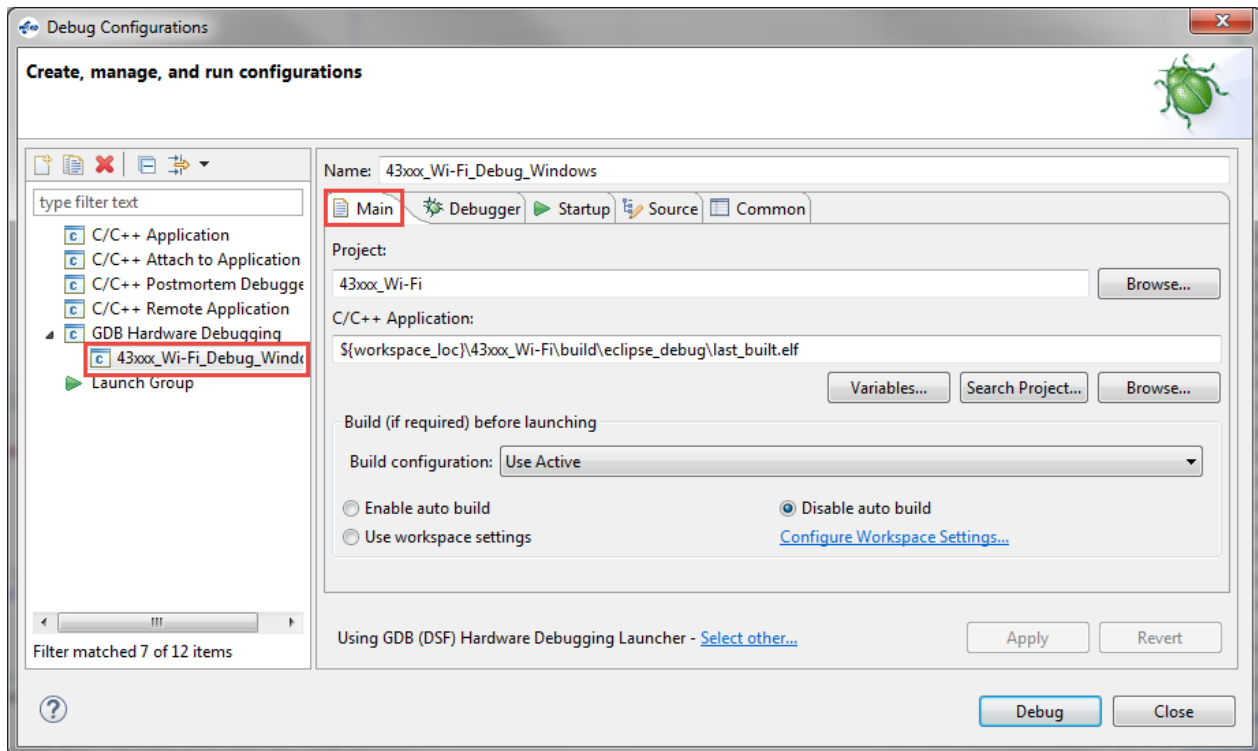 Debug Configurations
Create, manage, and run configurations
type filter text
C/C++ Application
C/C++ Attach to Application
C/C++ Postmortem Debugge
C/C++ Remote Application
GDB Hardware Debugging
43xxx_Wi-Fi_Debug_Windo
Launch Group
Filter matched 7 of 12 items
Name: 43xxx_Wi-Fi_Debug_Windows
Main Debugger Startup Source Common
Project:
43xxx_Wi-Fi Browse...
C/C++ Application:
${workspace_loc}\43xxx_Wi-Fi\build\eclipse_debug\last_built.elf
Variables... Search Project... Browse...
Build (if required) before launching
Build configuration: Use Active
Enable auto build Disable auto build
Use workspace settings Configure Workspace Settings...
Using GDB (DSF) Hardware Debugging Launcher - Select other... Apply Revert
Debug Close